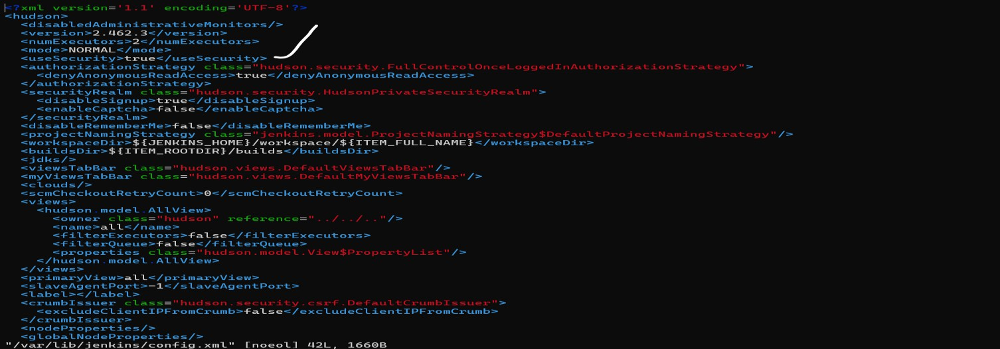 <?xml version='1.1' encoding='UTF-8'?>
<hudson>
  <disabledAdministrativeMonitors/>
  <version>2.462.3</version>
  <numExecutors>2</numExecutors>
  <mode>NORMAL</mode>
  <useSecurity>true</useSecurity>
  <authorizationStrategy class="hudson.security.FullControlOnceLoggedInAuthorizationStrategy">
    <denyAnonymousReadAccess>true</denyAnonymousReadAccess>
  </authorizationStrategy>
  <securityRealm class="hudson.security.HudsonPrivateSecurityRealm">
    <disableSignup>true</disableSignup>
    <enableCaptcha>false</enableCaptcha>
  </securityRealm>
  <disableRememberMe>false</disableRememberMe>
  <projectNamingStrategy class="jenkins.model.ProjectNamingStrategy$DefaultProjectNamingStrategy"/>
  <workspaceDir>${JENKINS_HOME}/workspace/${ITEM_FULL_NAME}</workspaceDir>
  <buildsDir>${ITEM_ROOTDIR}/builds</buildsDir>
  <jdks/>
  <viewsTabBar class="hudson.views.DefaultViewsTabBar"/>
  <myViewsTabBar class="hudson.views.DefaultMyViewsTabBar"/>
  <clouds/>
  <scmCheckoutRetryCount>0</scmCheckoutRetryCount>
  <views>
    <hudson.model.AllView>
      <owner class="hudson" reference="../../.."/>
      <name>all</name>
      <filterExecutors>false</filterExecutors>
      <filterQueue>false</filterQueue>
      <properties class="hudson.model.View$PropertyList"/>
    </hudson.model.AllView>
  </views>
  <primaryView>all</primaryView>
  <slaveAgentPort>-1</slaveAgentPort>
  <label></label>
  <crumbIssuer class="hudson.security.csrf.DefaultCrumbIssuer">
    <excludeClientIPFromCrumb>false</excludeClientIPFromCrumb>
  </crumbIssuer>
  <nodeProperties/>
  <globalNodeProperties/>
"/var/lib/jenkins/config.xml" [noeol] 42L, 1660B